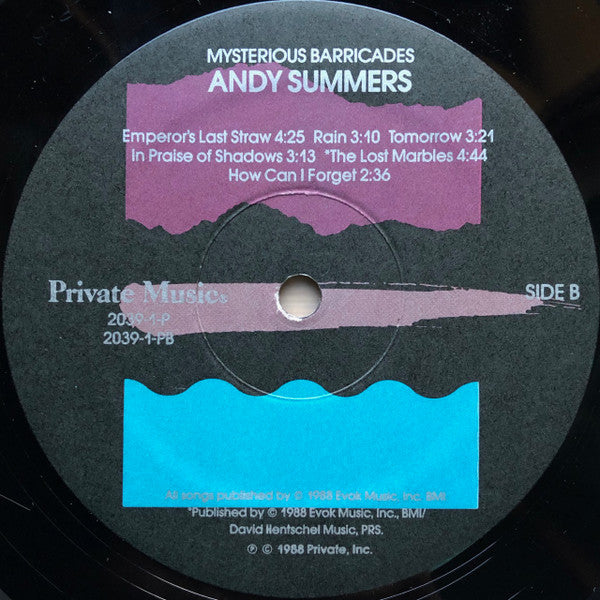 MYSTERIOUS BARRICADES
ANDY SUMMERS
Emperor's Last Straw 4:25 Rain 3:10 Tomorrow 3:21
In Praise of Shadows 3:13 *The Lost Marbles 4:44
How Can I Forget 2:36
Private Music®
SIDE B
2039-1-P
2039-1-PB
All songs published by © 1988 Evok Music, Inc. BMI
*Published by © 1988 Evok Music, Inc., BMI/
David Hentschel Music, PRS.
℗ © 1988 Private, Inc.